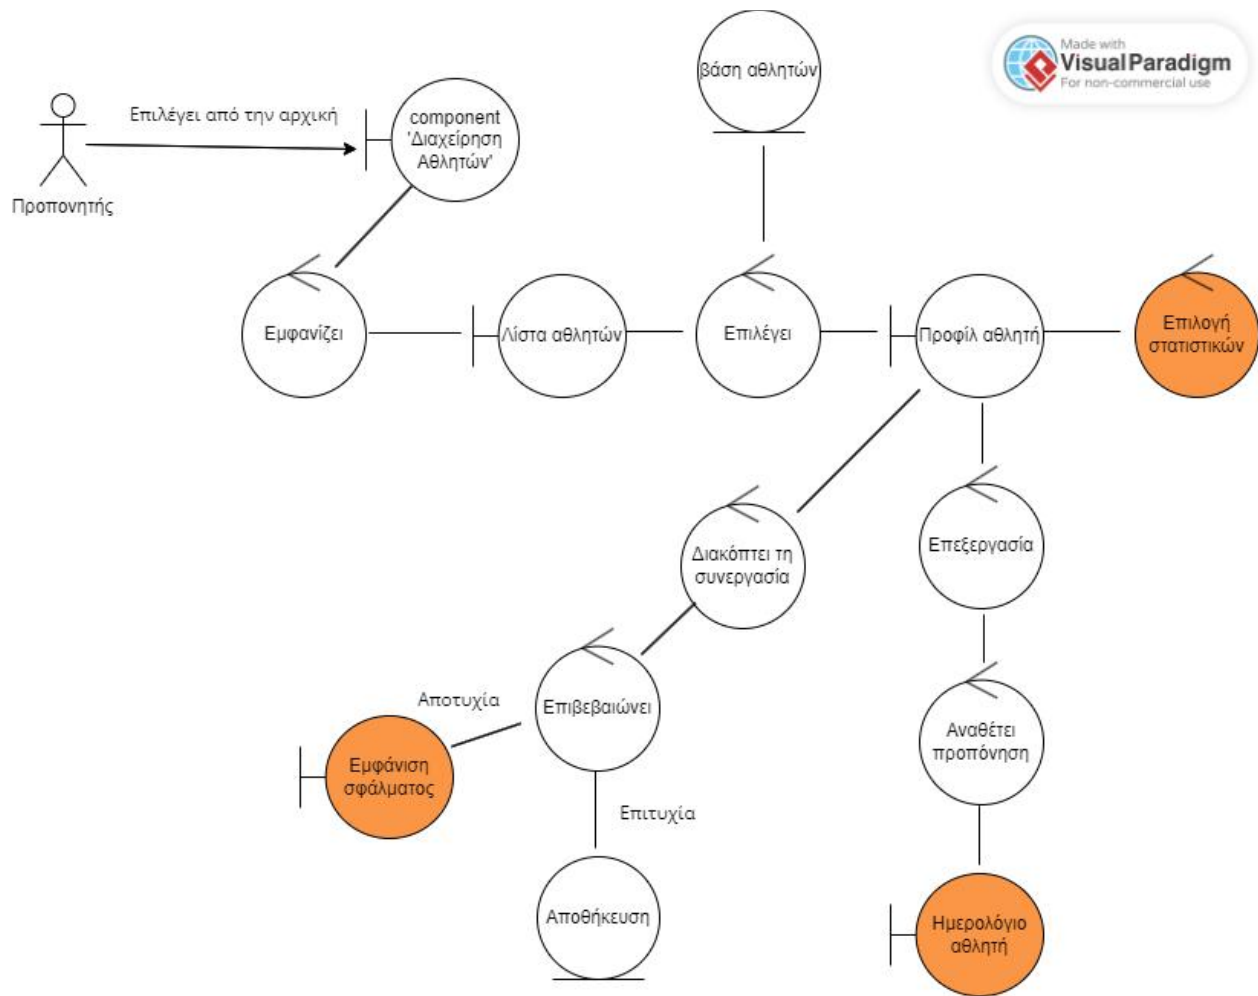 Made with
Visual Paradigm
For non-commercial use
βάση αθλητών
Επιλέγει από την αρχική
component
'Διαχείρηση
Αθλητών'
Προπονητής
Εμφανίζει
Λίστα αθλητών
Επιλέγει
Προφίλ αθλητή
Επιλογή
στατιστικών
Διακόπτει τη
συνεργασία
Επεξεργασία
Αποτυχία
Επιβεβαιώνει
Αναθέτει
προπόνηση
Εμφάνιση
σφάλματος
Επιτυχία
Αποθήκευση
Ημερολόγιο
αθλητή